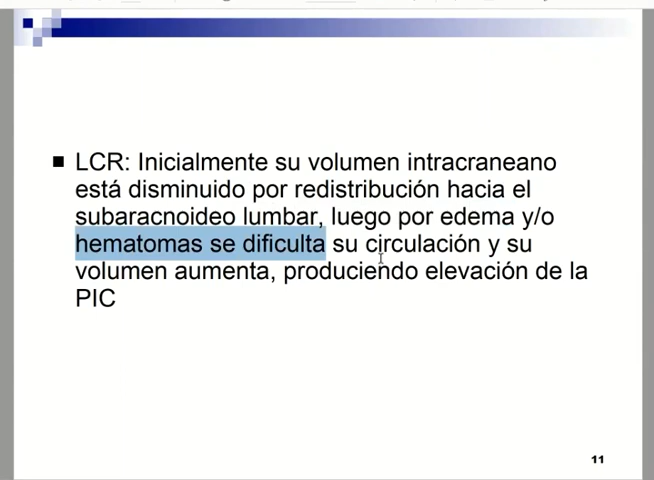 LCR: Inicialmente su volumen intracraneano
está disminuido por redistribución hacia el
subaracnoideo lumbar, luego por edema y/o
hematomas se dificulta su circulación y su
volumen aumenta, produciendo elevación de la
PIC
11